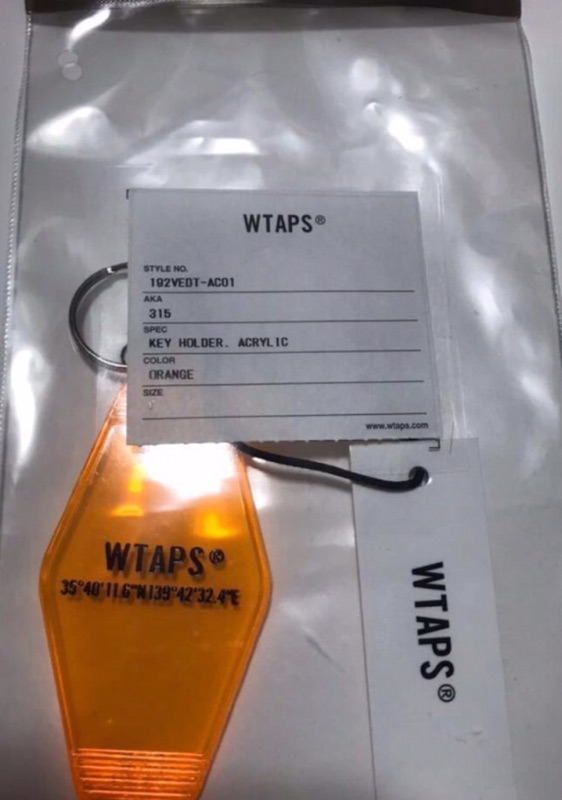 WTAPS®
STYLE NO.
192VEDT-AC01
AKA
315
SPEC
KEY HOLDER. ACRYLIC
COLOR
ORANGE
SIZE
www.wtaps.com
WTAPS®
35°40'11.6"N139°42'32.4"E
WTAPS®